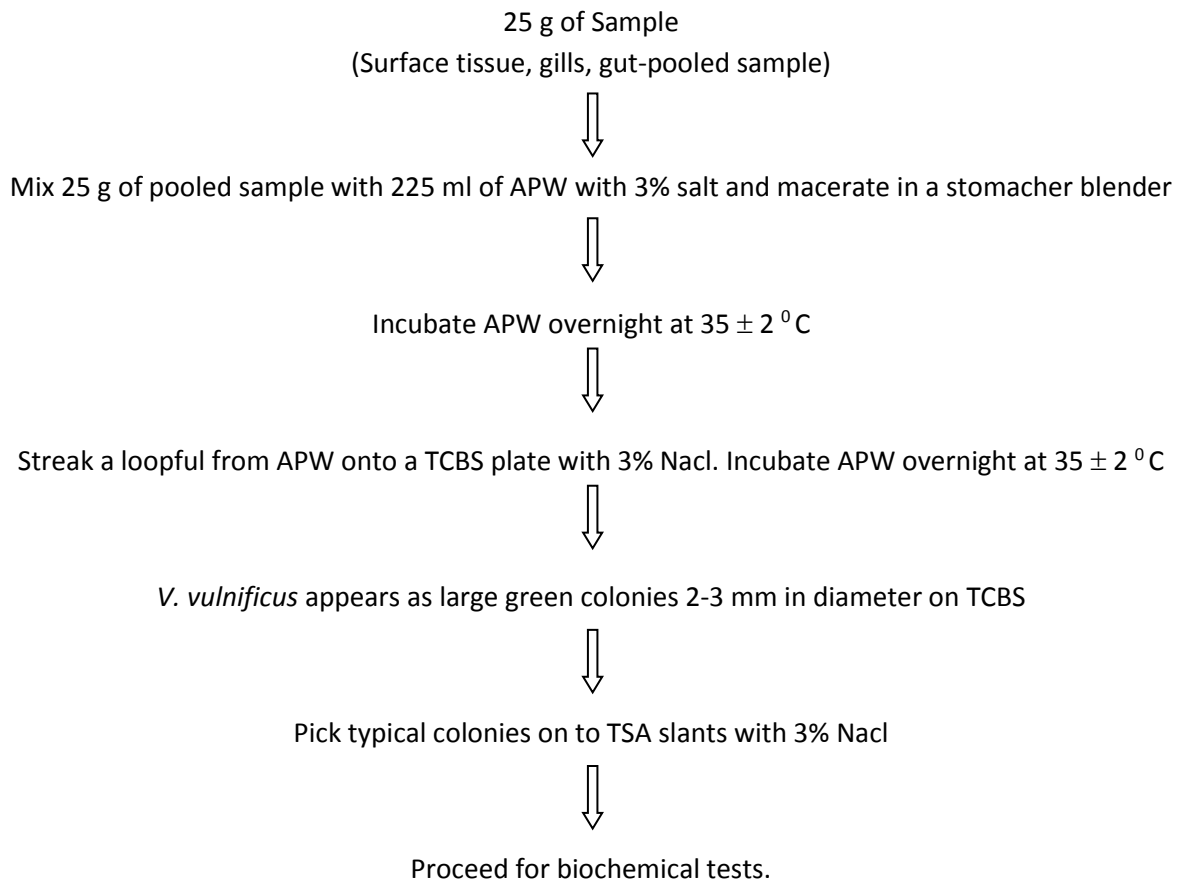 25 g of Sample
(Surface tissue, gills, gut-pooled sample)
Mix 25 g of pooled sample with 225 ml of APW with 3% salt and macerate in a stomacher blender
Incubate APW overnight at 35 ± 2 ⁰ C
Streak a loopful from APW onto a TCBS plate with 3% Nacl. Incubate APW overnight at 35 ± 2 ⁰ C
V. vulnificus appears as large green colonies 2-3 mm in diameter on TCBS
Pick typical colonies on to TSA slants with 3% Nacl
Proceed for biochemical tests.